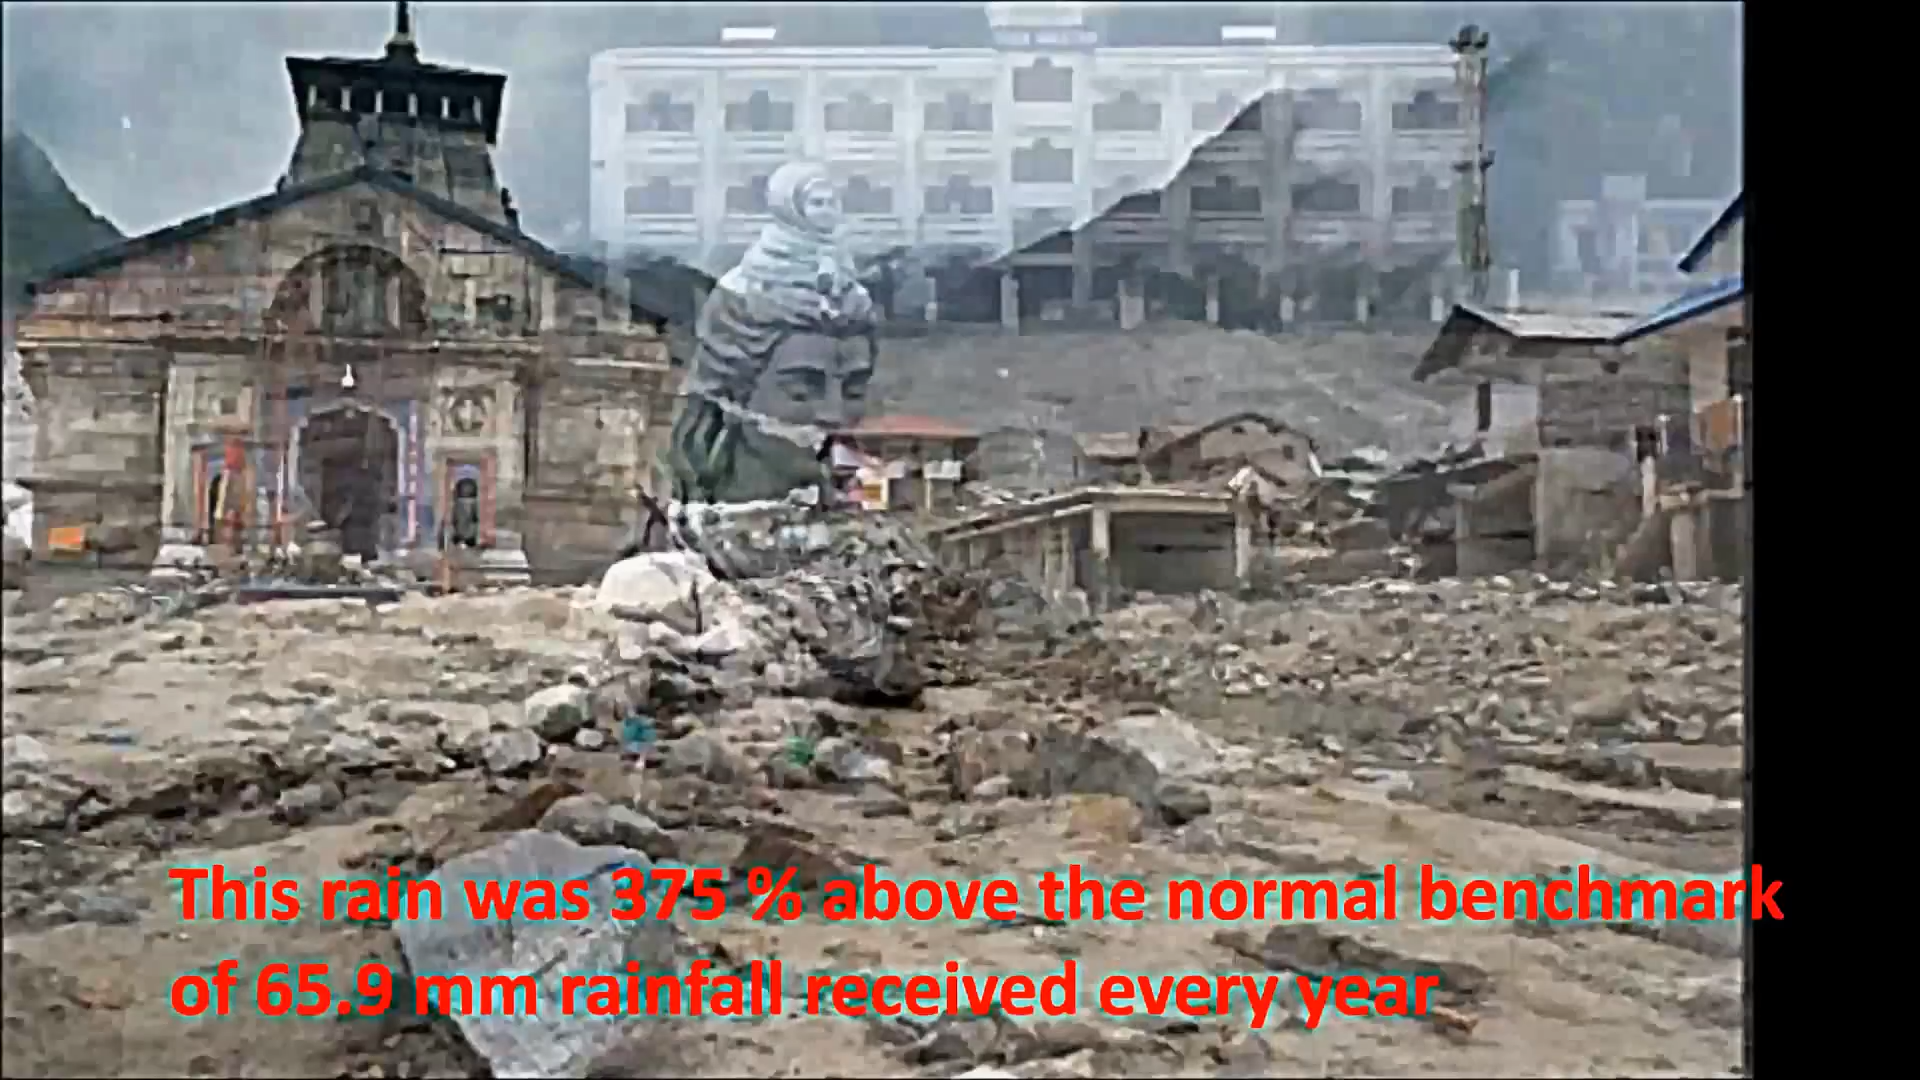 This rain was 375 % above the normal benchmark
of 65.9 mm rainfall received every year